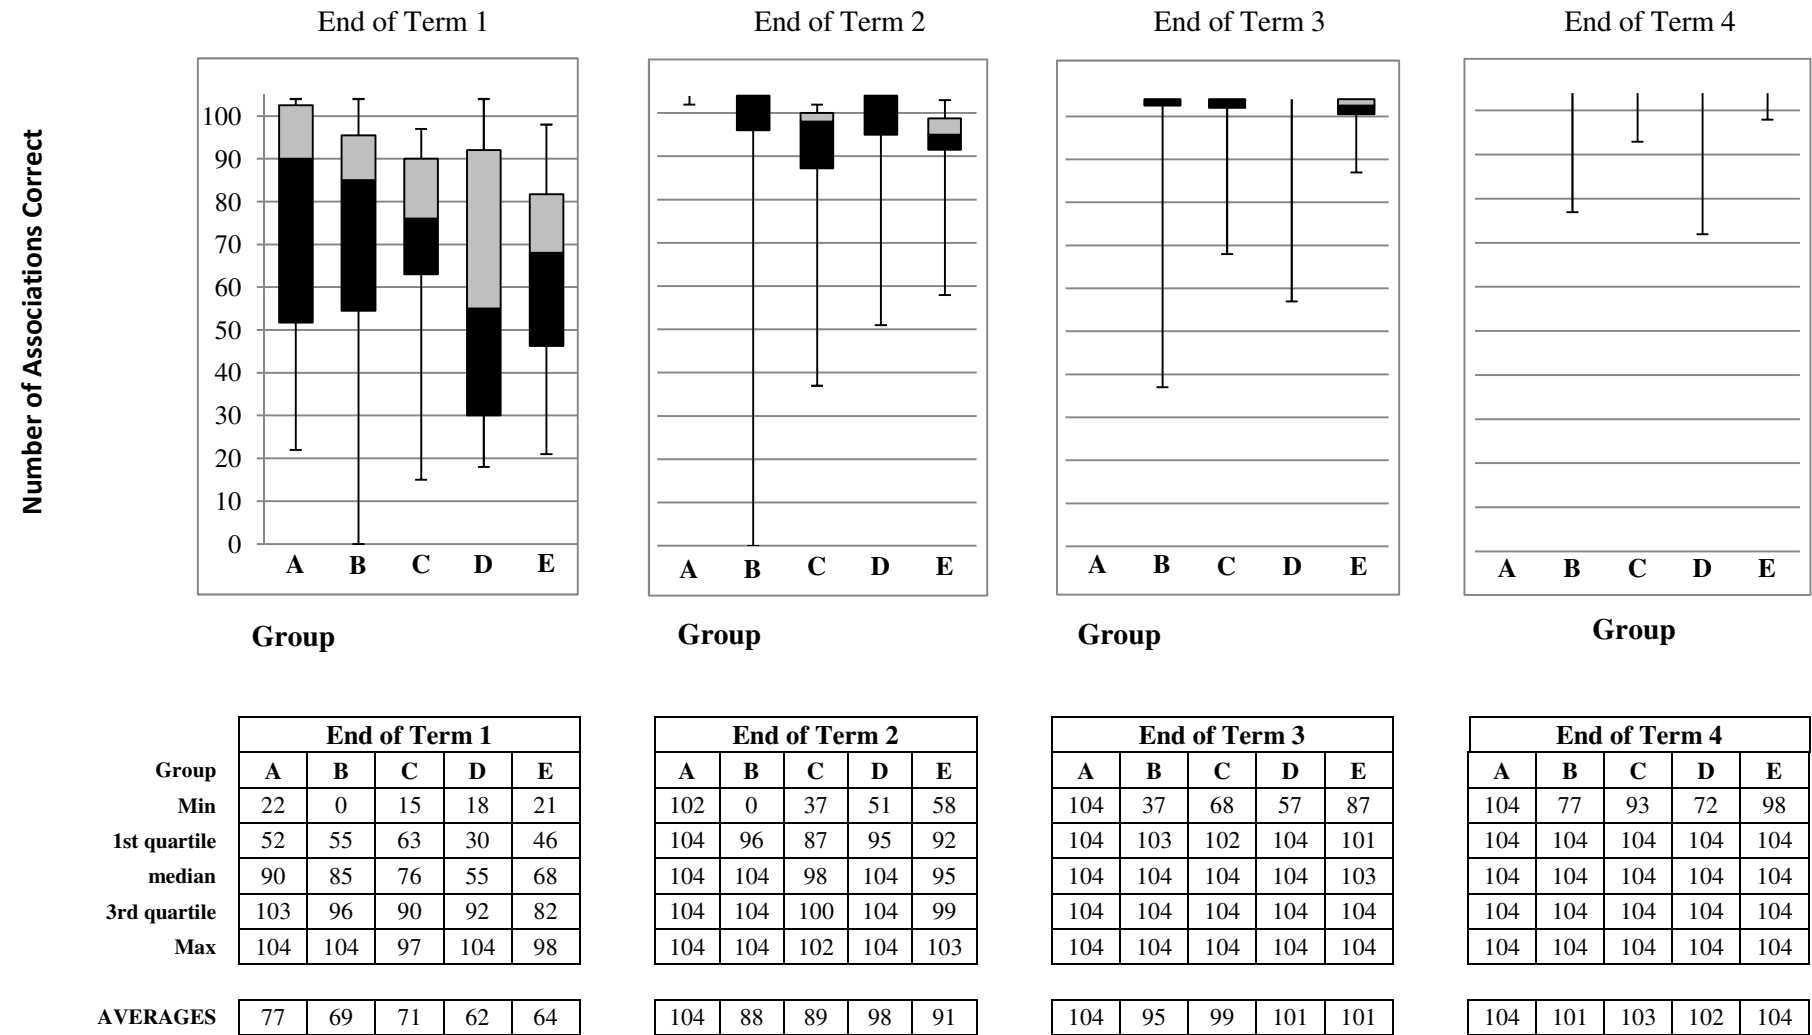 End of Term 1 End of Term 2 End of Term 3 End of Term 4
Number of Associations Correct
100
90
80
70
60
50
40
30
20
10
0
A B C D E A B C D E A B C D E A B C D E
Group Group Group Group
End of Term 1 End of Term 2 End of Term 3 End of Term 4
Group A B C D E A B C D E A B C D E A B C D E
Min 22 0 15 18 21 102 0 37 51 58 104 37 68 57 87 104 77 93 72 98
1st quartile 52 55 63 30 46 104 96 87 95 92 104 103 102 104 101 104 104 104 104 104
median 90 85 76 55 68 104 104 98 104 95 104 104 104 104 103 104 104 104 104 104
3rd quartile 103 96 90 92 82 104 104 100 104 99 104 104 104 104 104 104 104 104 104 104
Max 104 104 97 104 98 104 104 102 104 103 104 104 104 104 104 104 104 104 104 104
AVERAGES 77 69 71 62 64 104 88 89 98 91 104 95 99 101 101 104 101 103 102 104